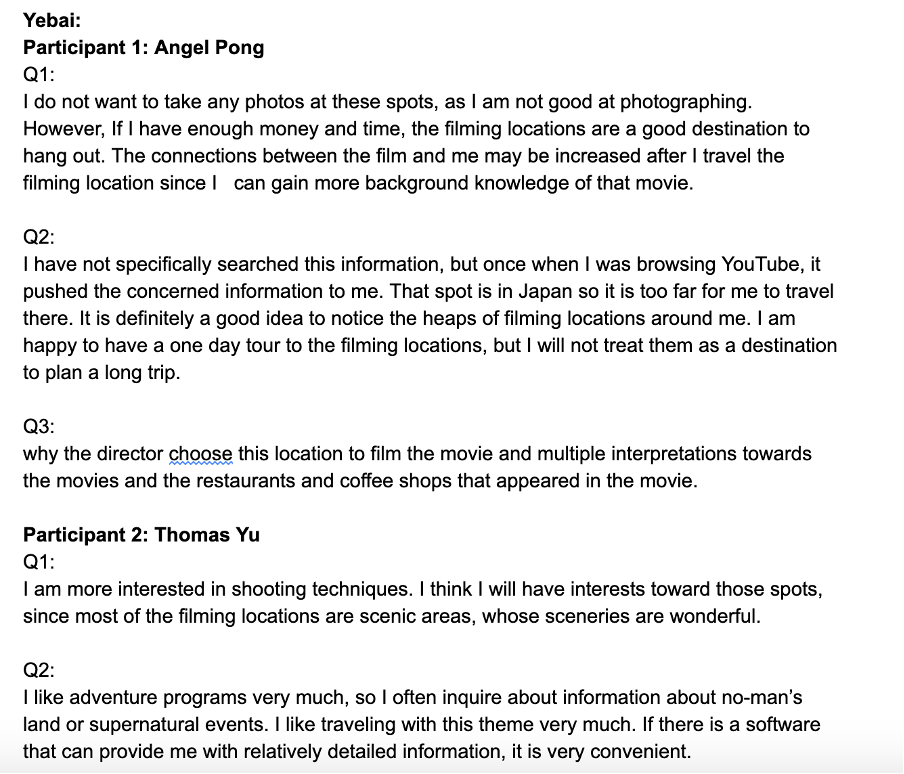 Yebai:
Participant 1: Angel Pong
Q1:
I do not want to take any photos at these spots, as I am not good at photographing.
However, If I have enough money and time, the filming locations are a good destination to
hang out. The connections between the film and me may be increased after I travel the
filming location since I   can gain more background knowledge of that movie.
Q2:
I have not specifically searched this information, but once when I was browsing YouTube, it
pushed the concerned information to me. That spot is in Japan so it is too far for me to travel
there. It is definitely a good idea to notice the heaps of filming locations around me. I am
happy to have a one day tour to the filming locations, but I will not treat them as a destination
to plan a long trip.
Q3:
why the director choose this location to film the movie and multiple interpretations towards
the movies and the restaurants and coffee shops that appeared in the movie.
Participant 2: Thomas Yu
Q1:
I am more interested in shooting techniques. I think I will have interests toward those spots,
since most of the filming locations are scenic areas, whose sceneries are wonderful.
Q2:
I like adventure programs very much, so I often inquire about information about no-man's
land or supernatural events. I like traveling with this theme very much. If there is a software
that can provide me with relatively detailed information, it is very convenient.